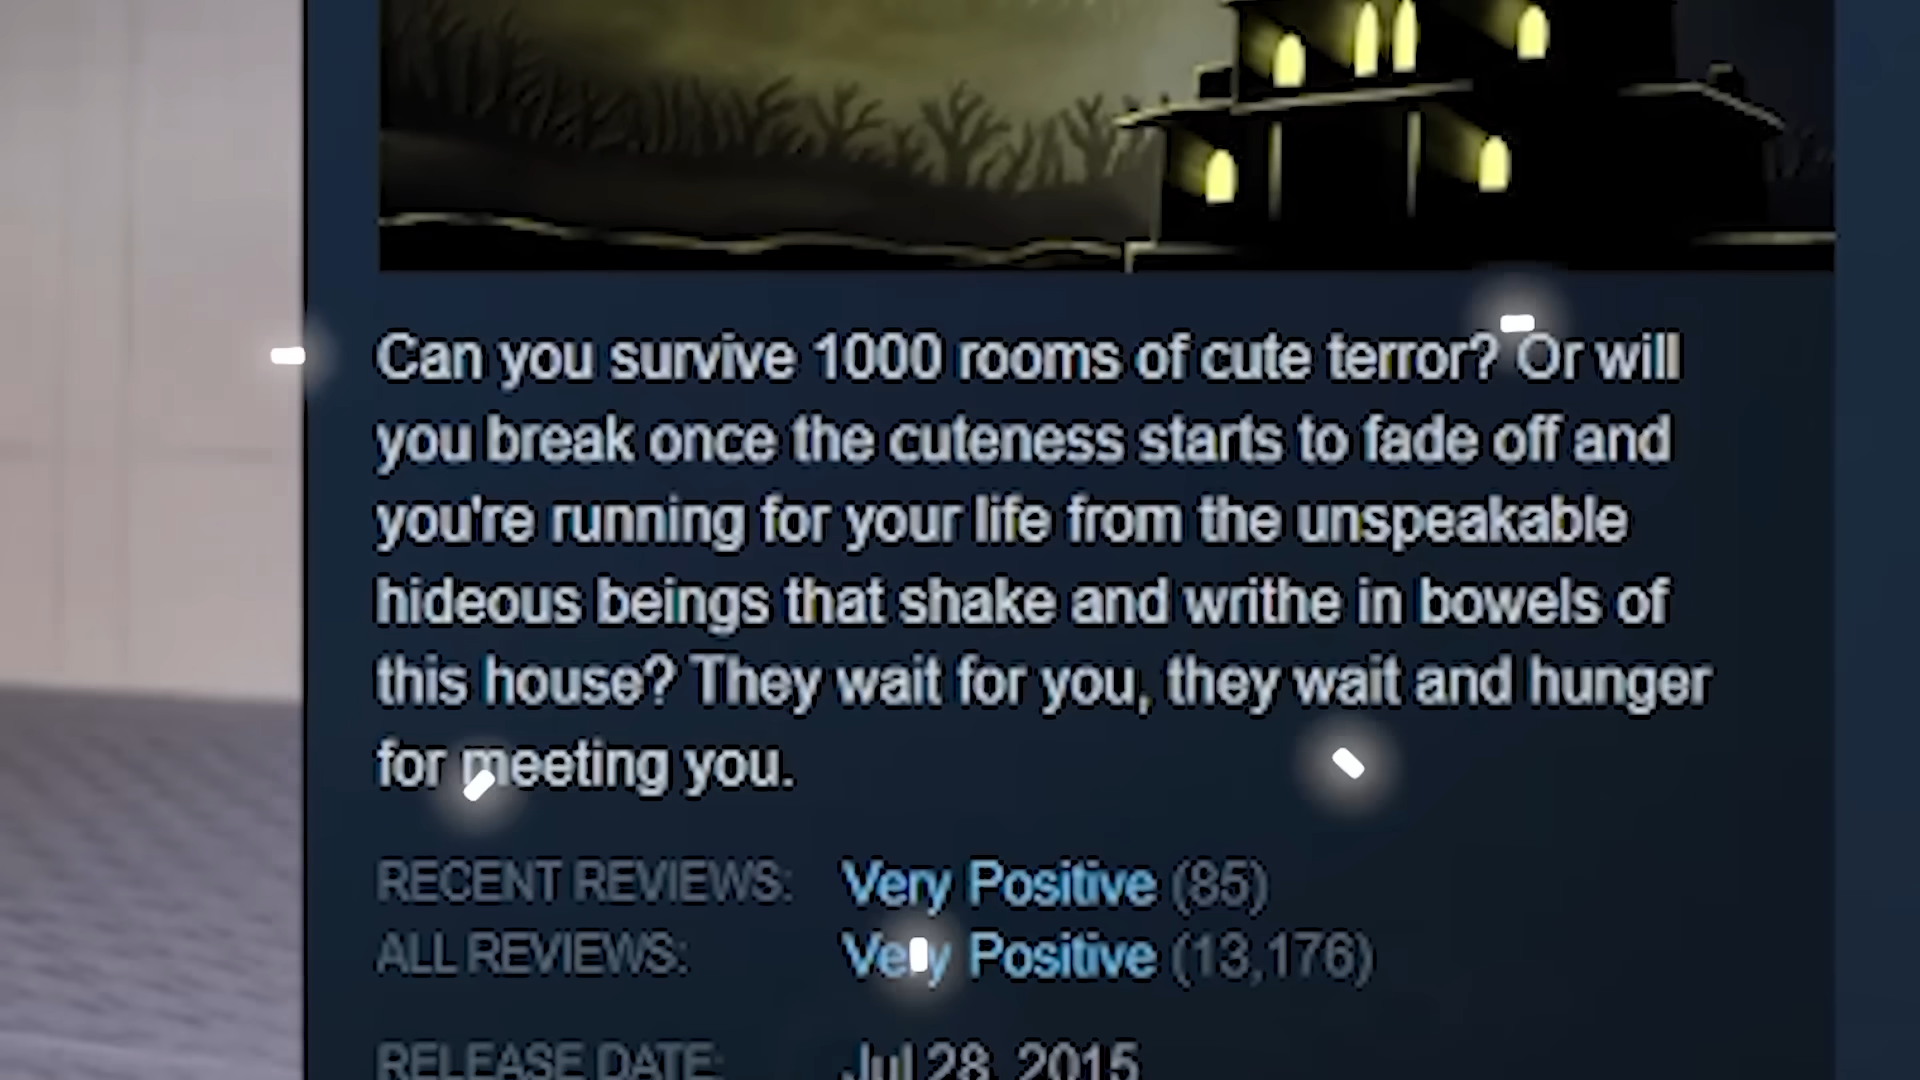 Can you survive 1000 rooms of cute terror? Or will
you break once the cuteness starts to fade off and
you're running for your life from the unspeakable
hideous beings that shake and writhe in bowels of
this house? They wait for you, they wait and hunger
for meeting you.
RECENT REVIEWS: Very Positive (85)
ALL REVIEWS: Very Positive (13,176)
RELEASE DATE: Jul 28, 2015